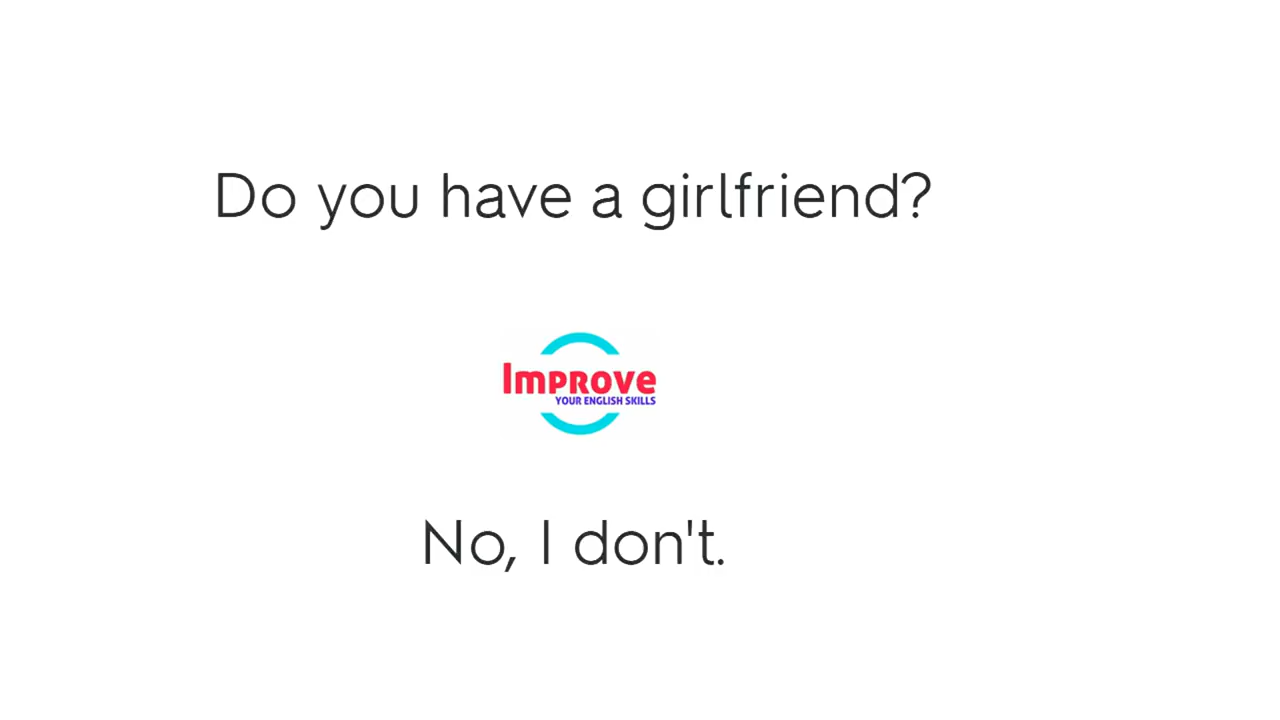 Do you have a girlfriend?
Improve
YOUR ENGLISH SKILLS
No, I don't.